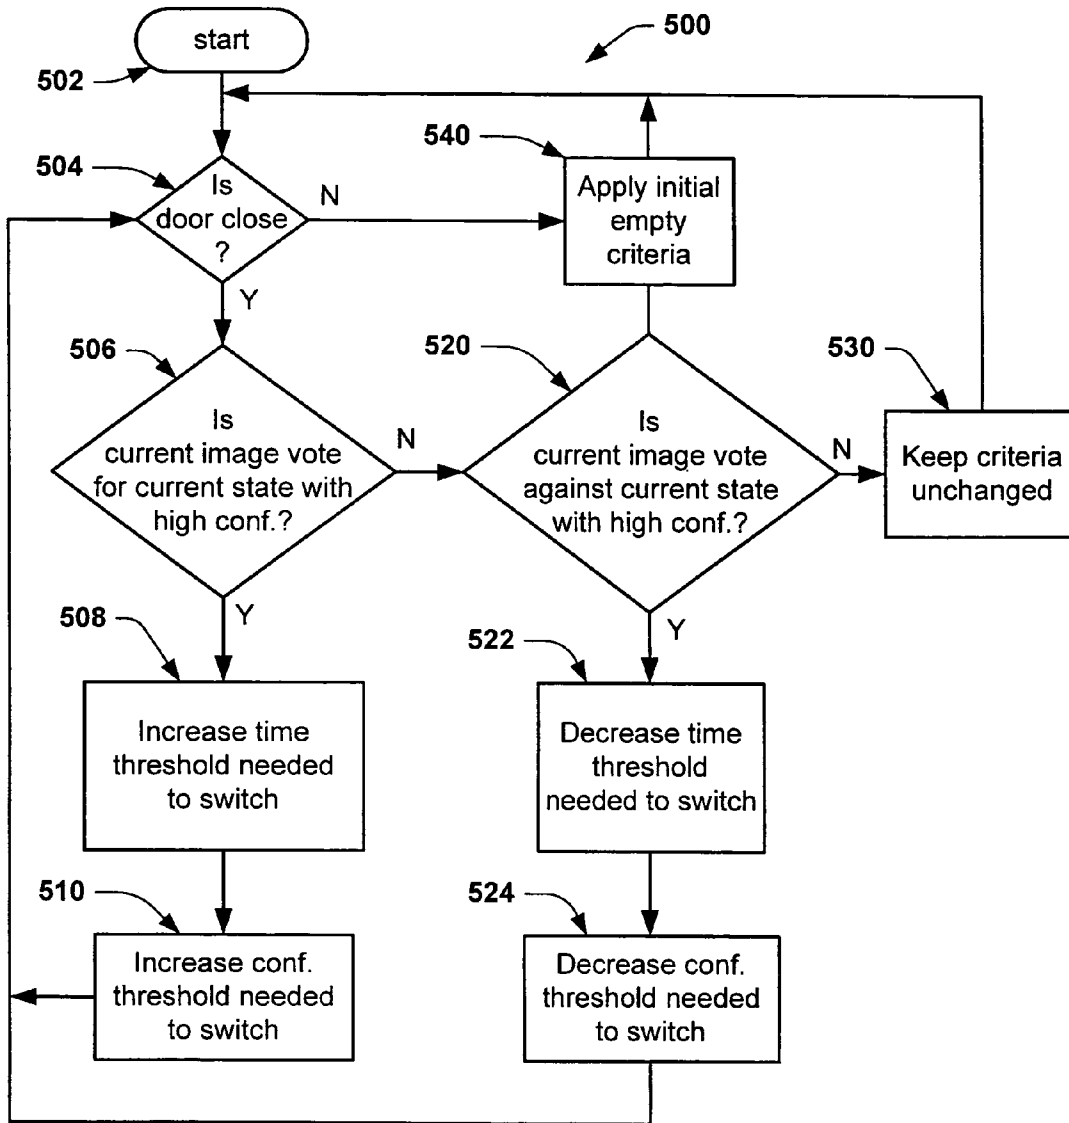 start
500
502
540
504
Is
door close
?
N
Apply initial
empty
criteria
Y
506
520
530
Is
current image vote
for current state with
high conf.?
N
Is
current image vote
against current state
with high conf.?
N
Keep criteria
unchanged
Y
Y
508
522
Increase time
threshold needed
to switch
Decrease time
threshold
needed to switch
510
524
Increase conf.
threshold needed
to switch
Decrease conf.
threshold needed
to switch